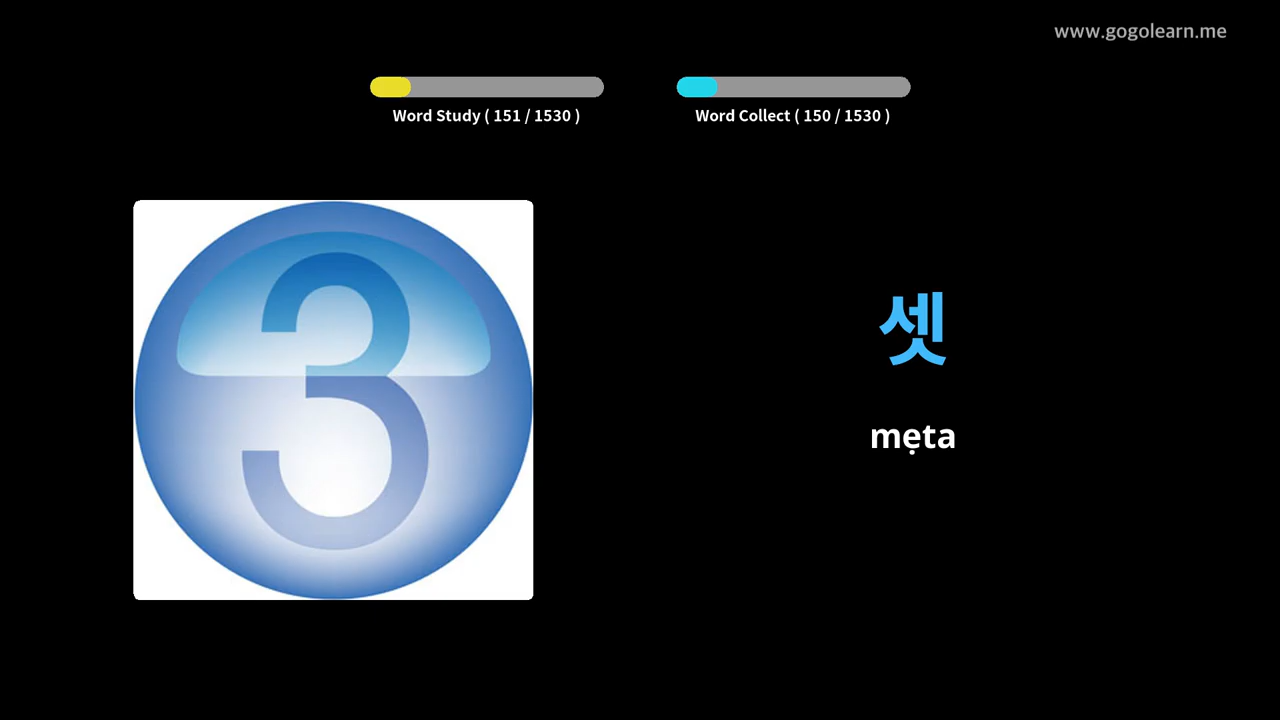 www.gogolearn.me
Word Study ( 151 / 1530 )
Word Collect ( 150 / 1530 )
3
셋
mẹta